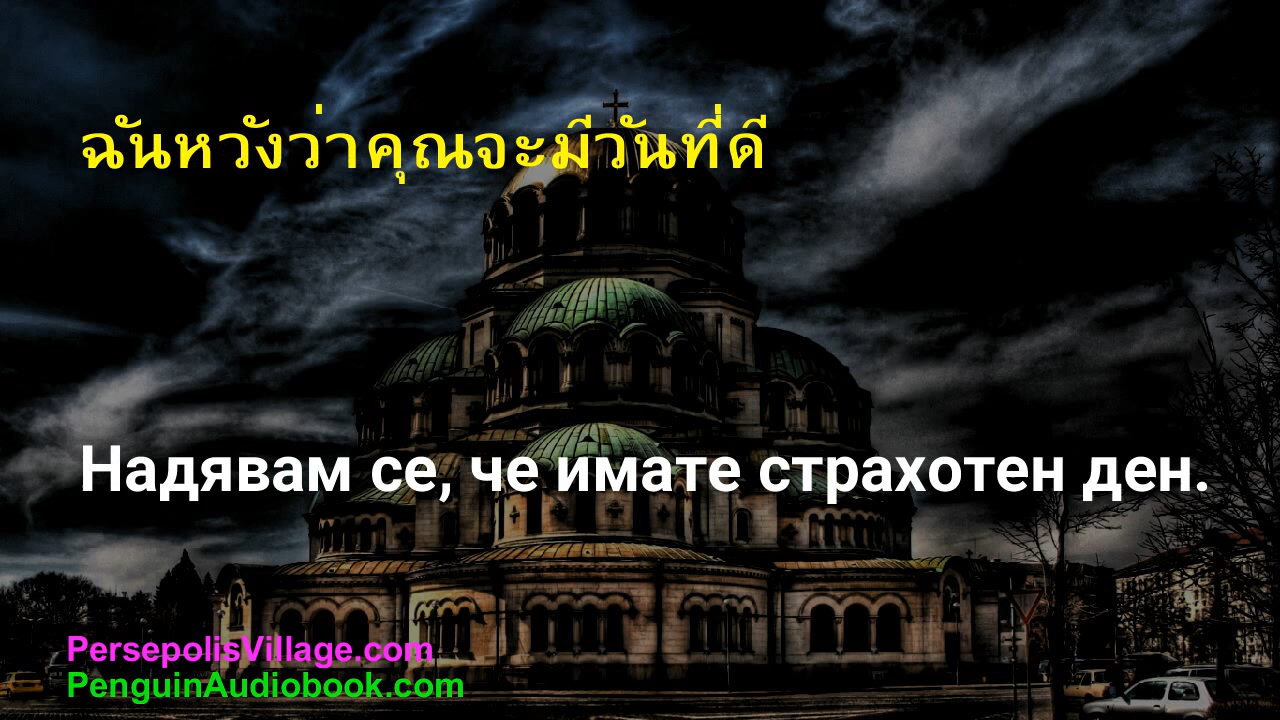 ฉันหวังว่าคุณจะมีวันที่ดี
Надявам се, че имате страхотен ден.
PersepolisVillage.com
PenguinAudiobook.com